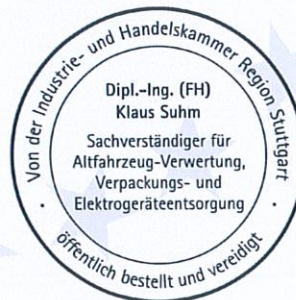 Von der Industrie- und Handelskammer Region Stuttgart
Dipl.-Ing. (FH)
Klaus Suhm
Sachverständiger für
Altfahrzeug-Verwertung,
Verpackungs- und
Elektrogeräteentsorgung
· öffentlich bestellt und vereidigt ·